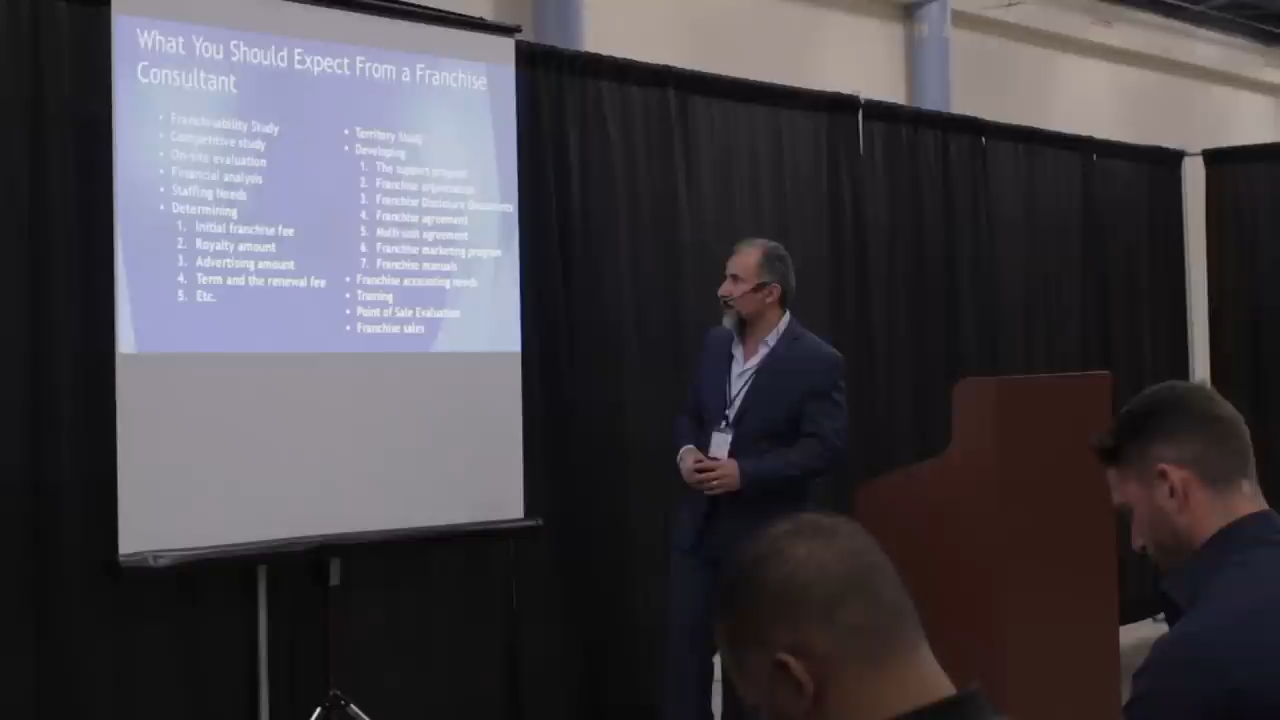 What You Should Expect From a Franchise
Consultant
• Franchisability Study
• Competitive study
• On-site evaluation
• Financial analysis
• Staffing Needs
• Determining
1. Initial franchise fee
2. Royalty amount
3. Advertising amount
4. Term and the renewal fee
5. Etc.
• Territory Study
• Developing
1. The support program
2. Franchise organization
3. Franchise Disclosure Documents
4. Franchise agreement
5. Multi-unit agreement
6. Franchise marketing program
7. Franchise manuals
• Franchise accounting needs
• Training
• Point of Sale Evaluation
• Franchise sales